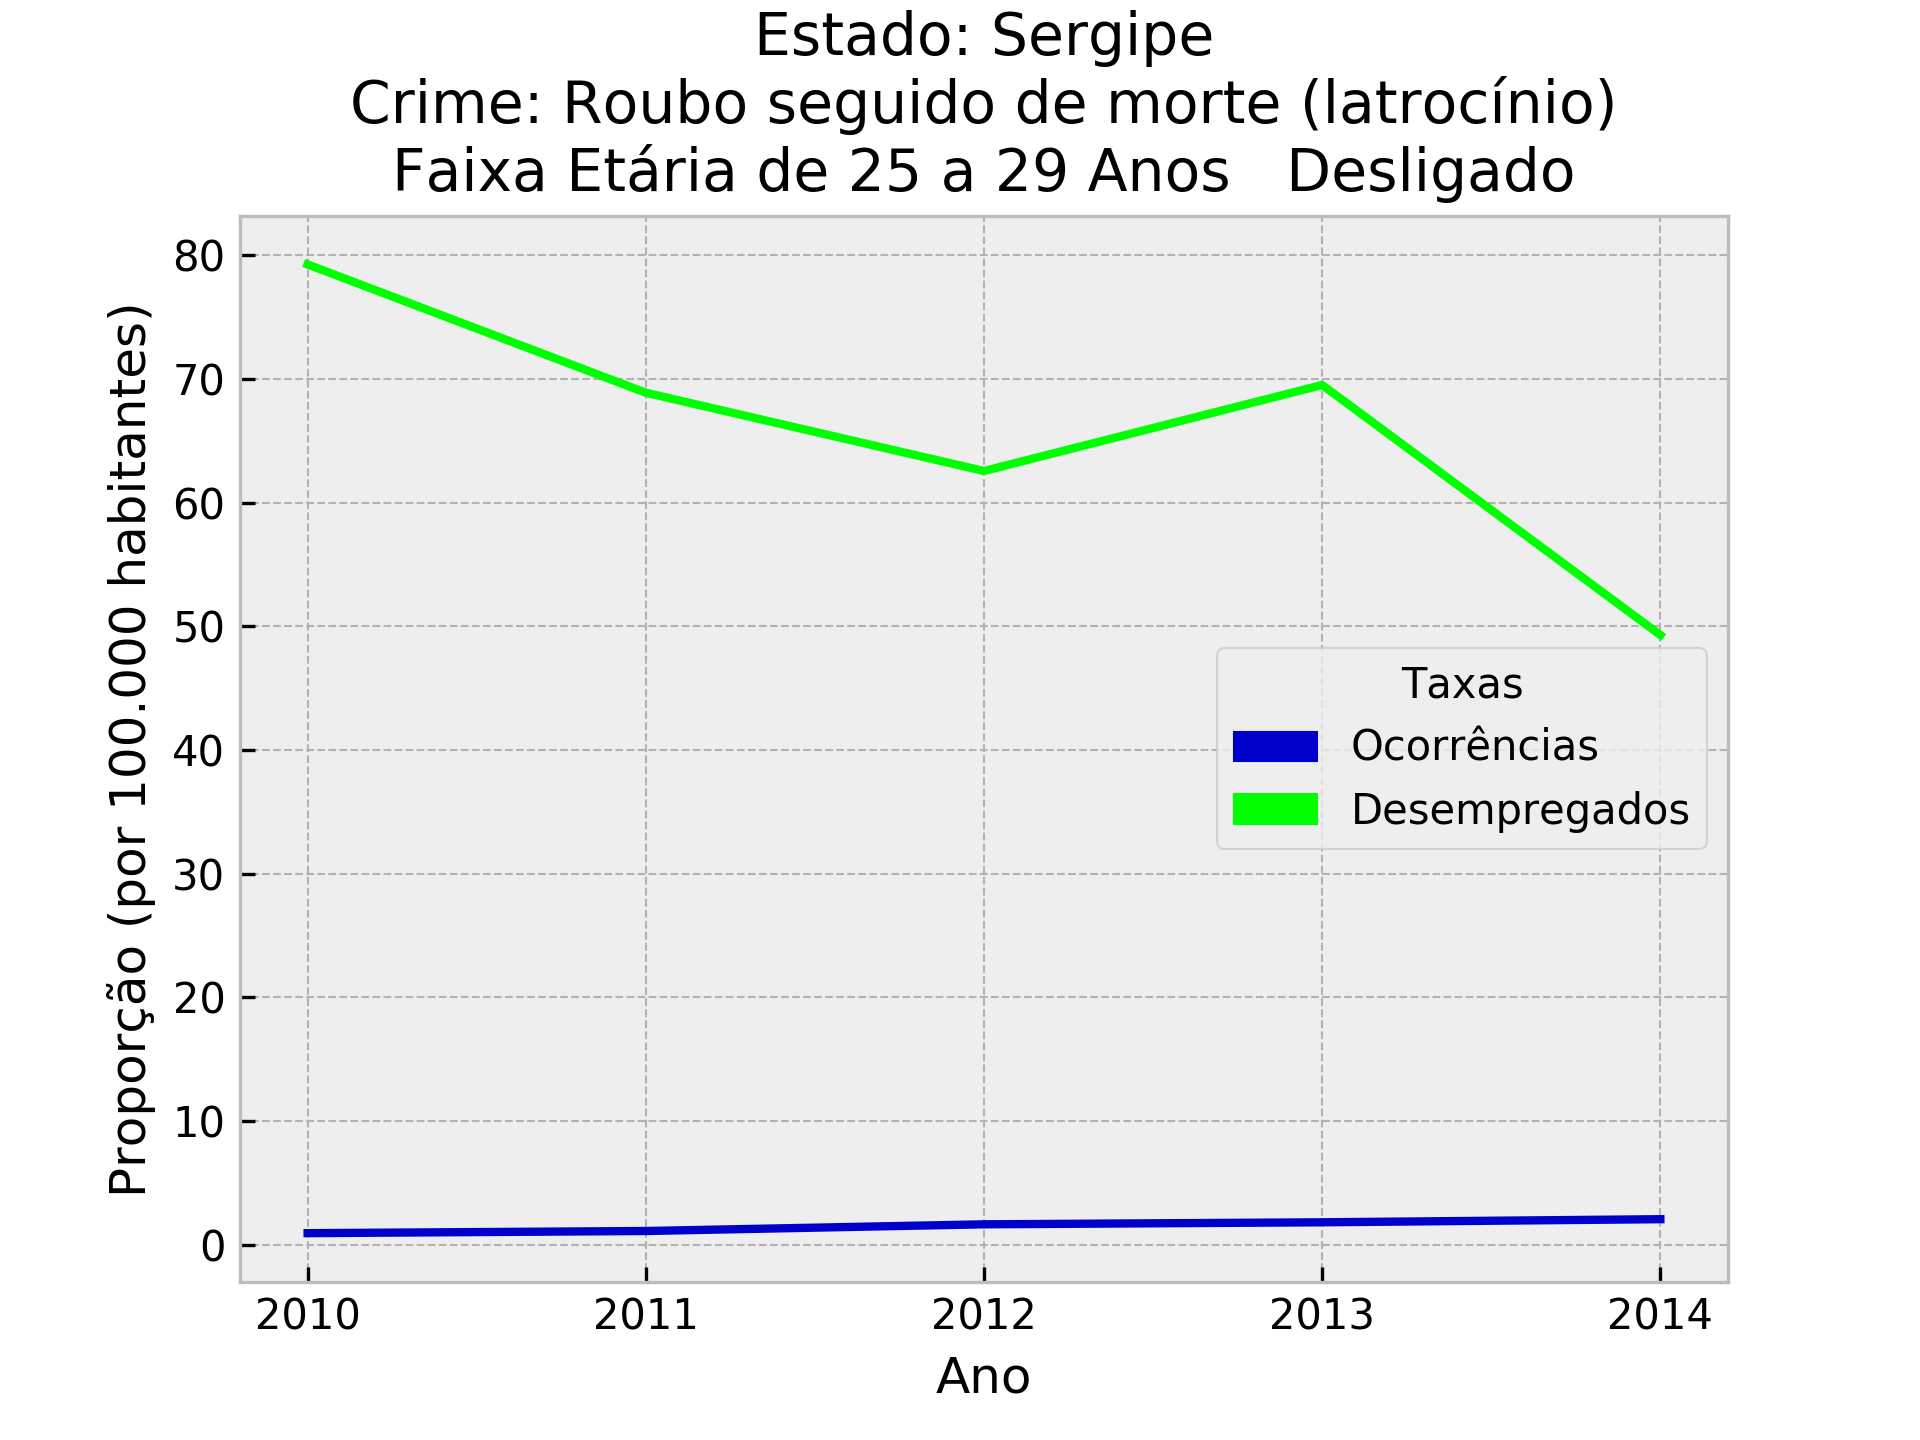 Estado: Sergipe
Crime: Roubo seguido de morte (latrocínio)
Faixa Etária de 25 a 29 Anos   Desligado
Proporção (por 100.000 habitantes)
80
70
60
50
40
30
20
10
0
Taxas
Ocorrências
Desempregados
2010
2011
2012
2013
2014
Ano